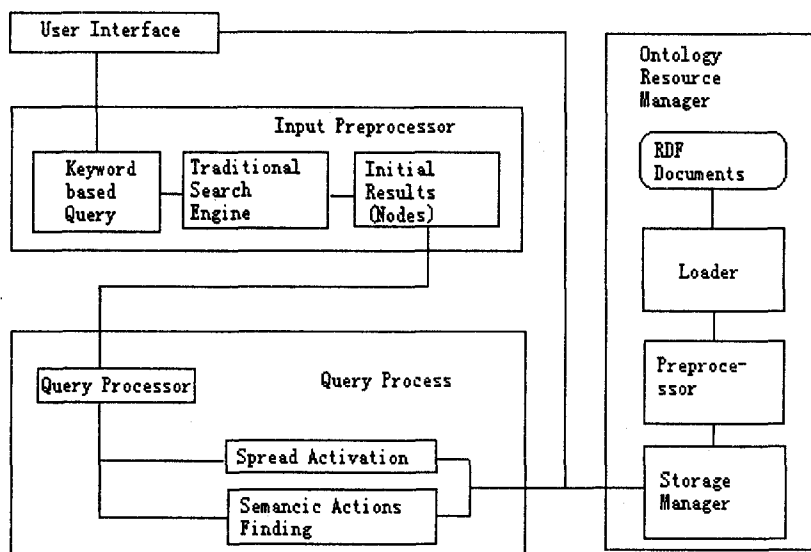 User Interface
Input Preprocessor
Keyword
based
Query
Traditional
Search
Engine
Initial
Results
(Nodes)
Query Processor
Query Process
Spread Activation
Semancic Actions
Finding
Ontology
Resource
Manager
RDF
Documents
Loader
Preproce-
ssor
Storage
Manager